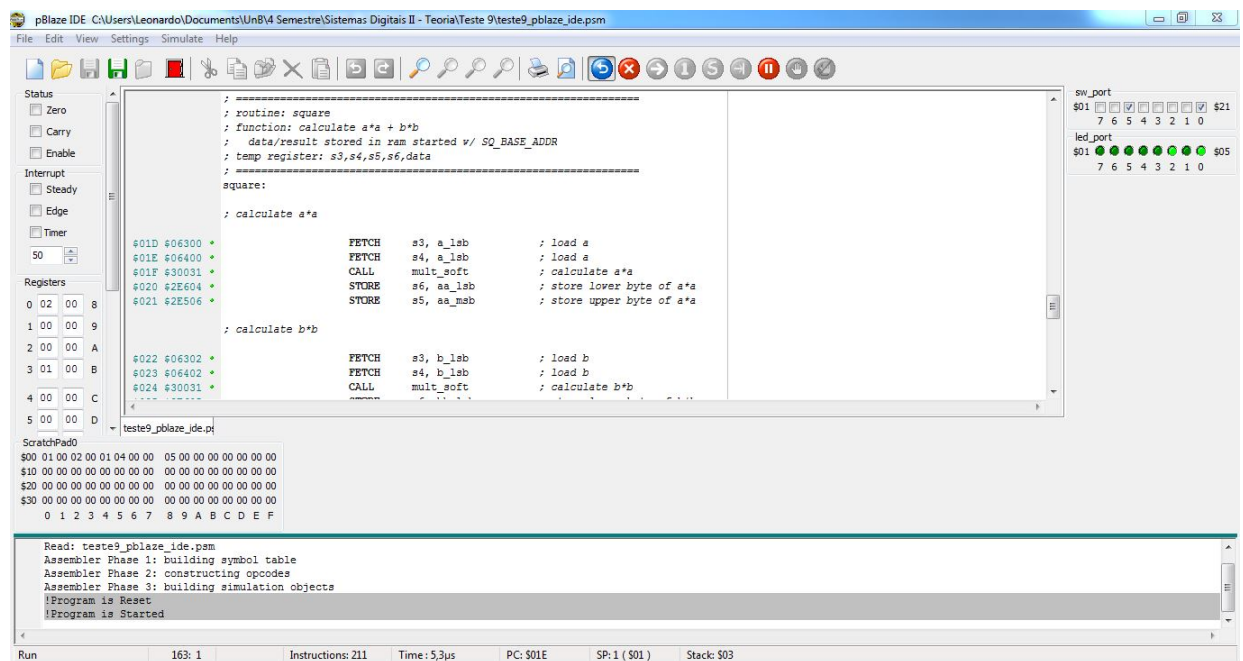 pBlaze IDE C:\Users\Leonardo\Documents\UnB\4 Semestre\Sistemas Digitais II - Teoria\Teste 9\teste9_pblaze_ide.psm
File Edit View Settings Simulate Help
Status
Zero
Carry
Enable
Interrupt
Steady
Edge
Timer
50
Registers
0 02 00 8
1 00 00 9
2 00 00 A
3 01 00 B
4 00 00 C
5 00 00 D
; ==================================================================
; routine: square
; function: calculate a*a + b*b
; data/result stored in ram started w/ SQ_BASE_ADDR
; temp register: s3,s4,s5,s6,data
; ==================================================================
square:
; calculate a*a
$01D $06300 FETCH s3, a_lsb ; load a
$01E $06400 FETCH s4, a_lsb ; load a
$01F $30031 CALL mult_soft ; calculate a*a
$020 $2E604 STORE s6, aa_lsb ; store lower byte of a*a
$021 $2E506 STORE s5, aa_msb ; store upper byte of a*a
; calculate b*b
$022 $06302 FETCH s3, b_lsb ; load b
$023 $06402 FETCH s4, b_lsb ; load b
$024 $30031 CALL mult_soft ; calculate b*b
teste9_pblaze_ide.ps
sw_port
$01 $21
7 6 5 4 3 2 1 0
led_port
$01 $05
7 6 5 4 3 2 1 0
ScratchPad0
$00 01 00 02 00 01 04 00 00 05 00 00 00 00 00 00 00
$10 00 00 00 00 00 00 00 00 00 00 00 00 00 00 00 00
$20 00 00 00 00 00 00 00 00 00 00 00 00 00 00 00 00
$30 00 00 00 00 00 00 00 00 00 00 00 00 00 00 00 00
0 1 2 3 4 5 6 7 8 9 A B C D E F
Read: teste9_pblaze_ide.psm
Assembler Phase 1: building symbol table
Assembler Phase 2: constructing opcodes
Assembler Phase 3: building simulation objects
!Program is Reset
!Program is Started
Run 163: 1 Instructions: 211 Time : 5,3µs PC: $01E SP: 1 ( $01 ) Stack: $03